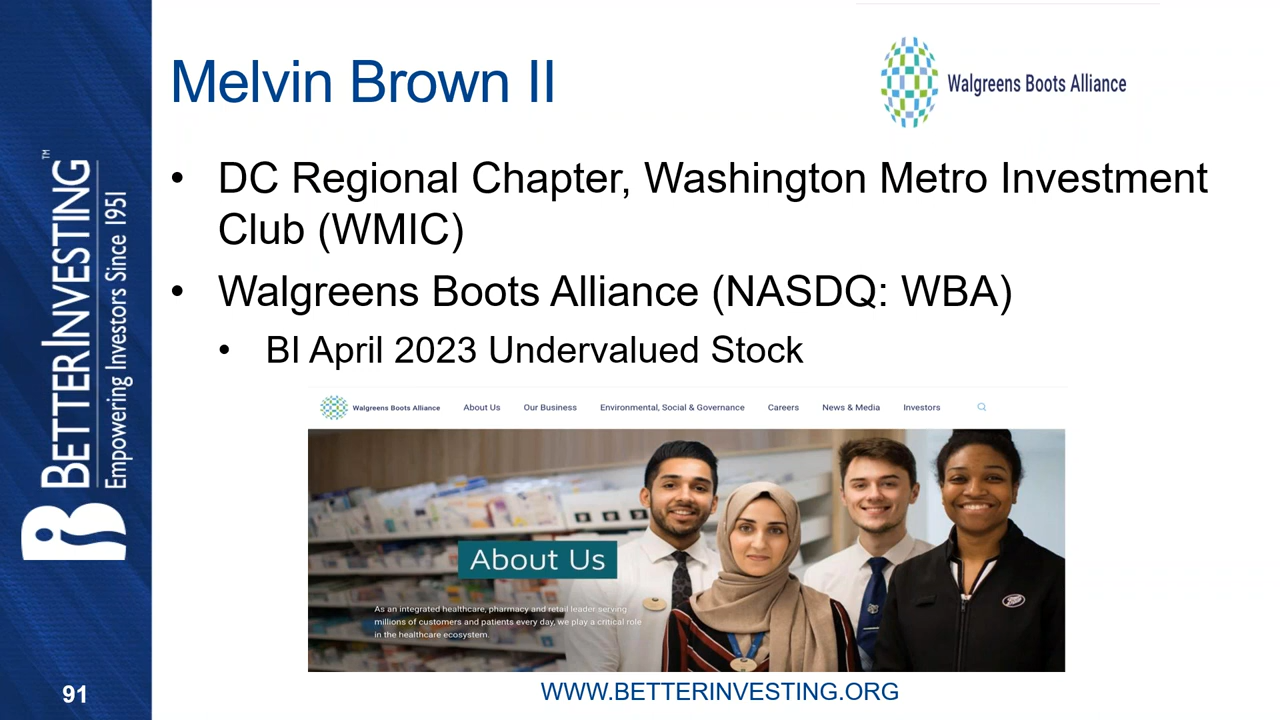 Melvin Brown II
Walgreens Boots Alliance
• DC Regional Chapter, Washington Metro Investment
Club (WMIC)
• Walgreens Boots Alliance (NASDQ: WBA)
• BI April 2023 Undervalued Stock
Walgreens Boots Alliance About Us Our Business Environmental, Social & Governance Careers News & Media Investors
About Us
As an integrated healthcare, pharmacy and retail leader serving
millions of customers and patients every day, we play a critical role
in the healthcare ecosystem.
Boots
BETTERINVESTING™
Empowering Investors Since 1951
91
WWW.BETTERINVESTING.ORG